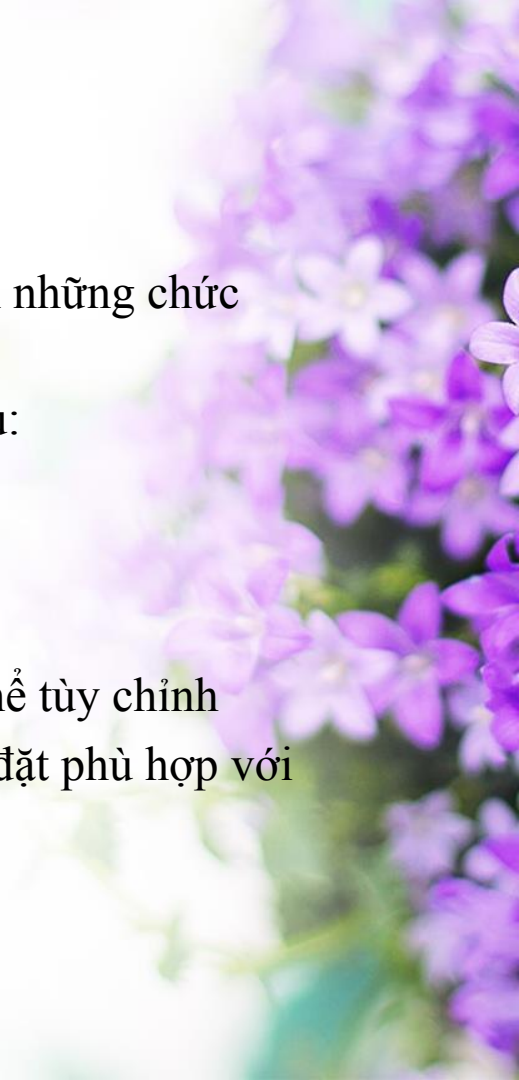 những chức
tùy chỉnh
đặt phù hợp với